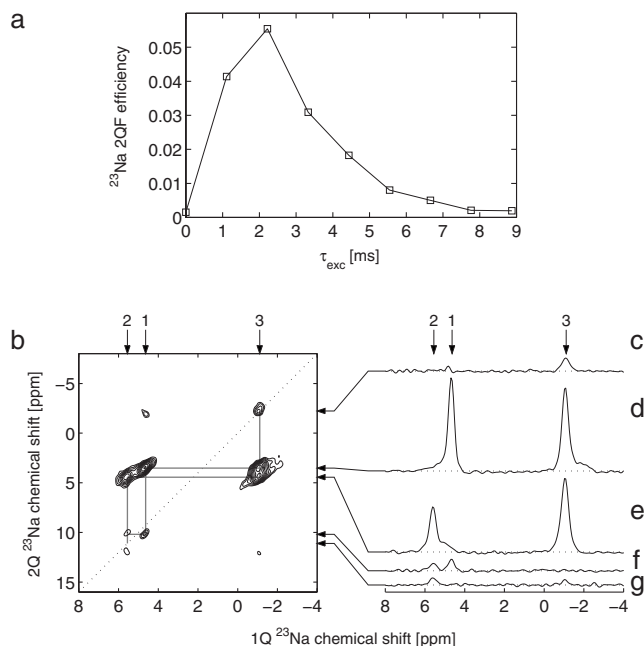 a
²³Na 2QF efficiency
0.05
0.04
0.03
0.02
0.01
0
0 1 2 3 4 5 6 7 8 9
τexc [ms]
b
2 1 3
2Q ²³Na chemical shift [ppm]
−5
0
5
10
15
8 6 4 2 0 −2 −4
2 1 3
c
d
e
f
g
8 6 4 2 0 −2 −4
1Q ²³Na chemical shift [ppm]